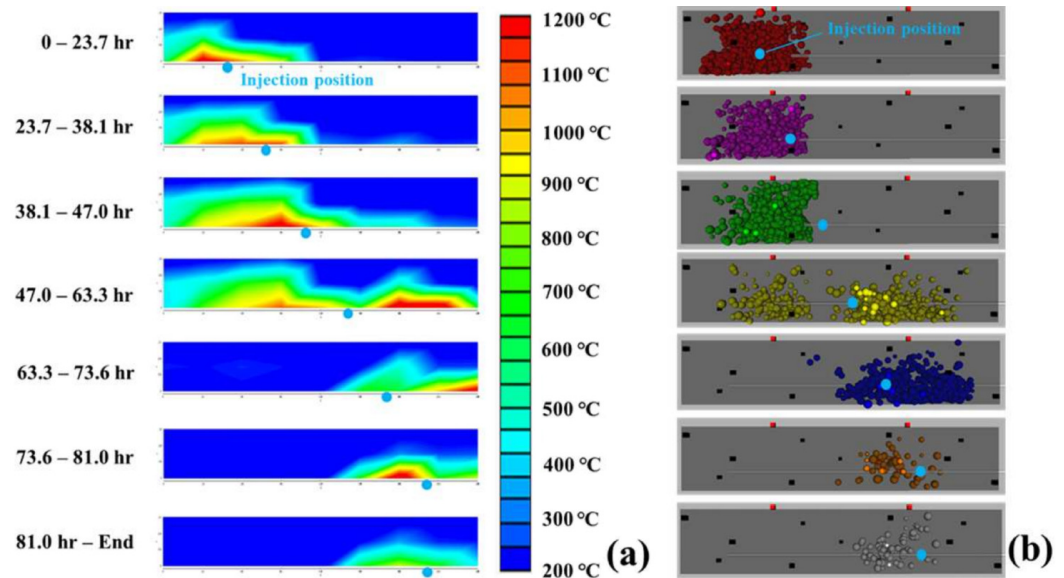 0 – 23.7 hr
Injection position
23.7 – 38.1 hr
38.1 – 47.0 hr
47.0 – 63.3 hr
63.3 – 73.6 hr
73.6 – 81.0 hr
81.0 hr – End
1200 °C
1100 °C
1000 °C
900 °C
800 °C
700 °C
600 °C
500 °C
400 °C
300 °C
200 °C
(a)
Injection position
(b)